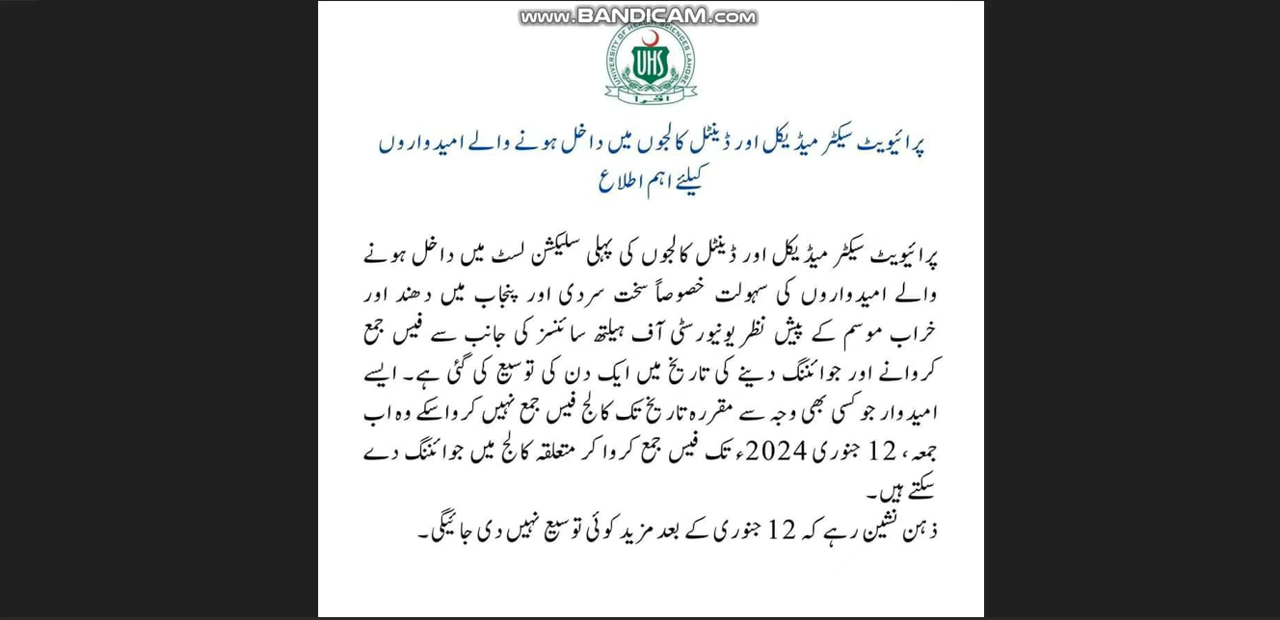 www.BANDICAM.com
UNIVERSITY OF HEALTH SCIENCES LAHORE
UHS
اقرا
پرائیویٹ سیکٹر میڈیکل اور ڈینٹل کالجوں میں داخل ہونے والے امیدواروں
کیلئے اہم اطلاع
پرائیویٹ سیکٹر میڈیکل اور ڈینٹل کالجوں کی پہلی سلیکشن لسٹ میں داخل ہونے
والے امیدواروں کی سہولت خصوصاً سخت سردی اور پنجاب میں دھند اور
خراب موسم کے پیش نظر یونیورسٹی آف ہیلتھ سائنسز کی جانب سے فیس جمع
کروانے اور جوائننگ دینے کی تاریخ میں ایک دن کی توسیع کی گئی ہے۔ ایسے
امیدوار جو کسی بھی وجہ سے مقررہ تاریخ تک کالج فیس جمع نہیں کرواسکے وہ اب
جمعہ، 12 جنوری 2024ء تک فیس جمع کروا کر متعلقہ کالج میں جوائننگ دے
سکتے ہیں۔
ذہن نشین رہے کہ 12 جنوری کے بعد مزید کوئی توسیع نہیں دی جائیگی۔